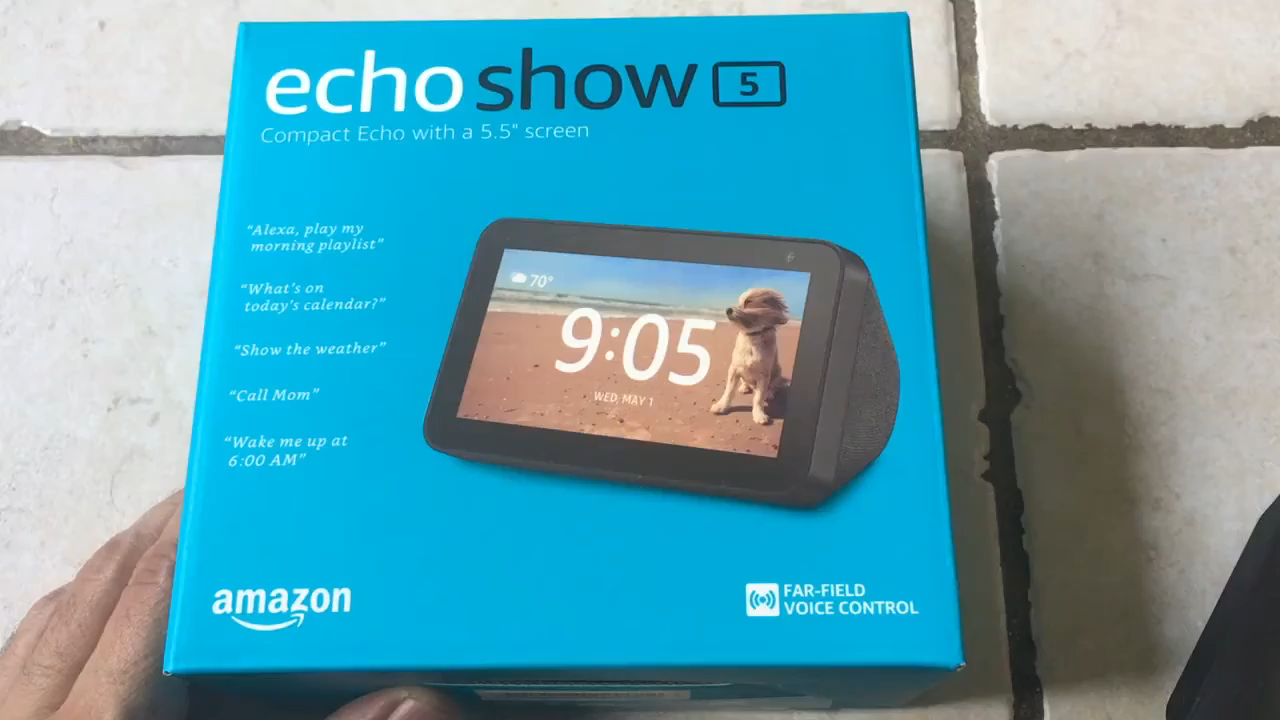 echo show 5
Compact Echo with a 5.5" screen
"Alexa, play my
morning playlist"
"What's on
today's calendar?"
"Show the weather"
"Call Mom"
"Wake me up at
6:00 AM"
70°
9:05
WED, MAY 1
amazon
FAR-FIELD
VOICE CONTROL